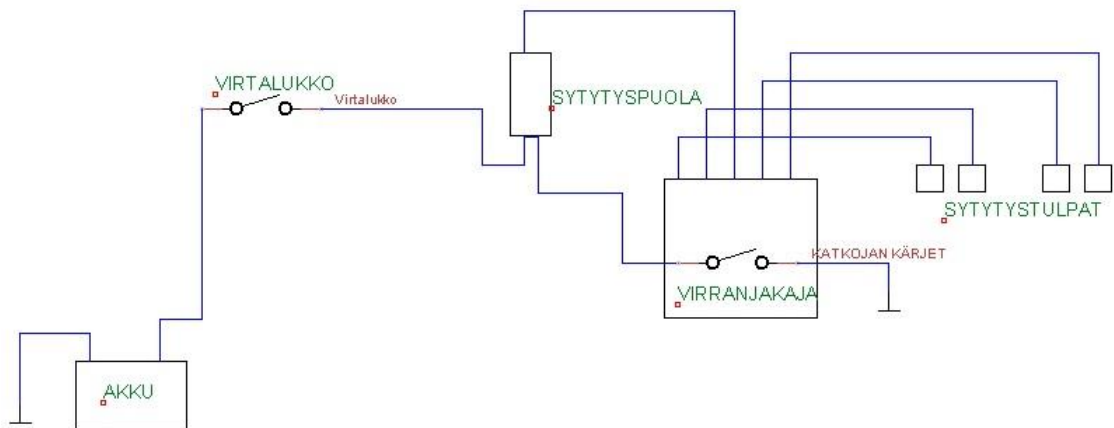 VIRTALUKKO
Virtalukko
SYTYTYSPUOLA
SYTYTYSTULPAT
KATKOJAN KÄRJET
VIRRANJAKAJA
AKKU